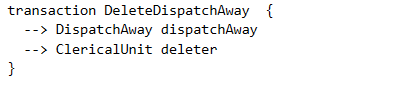 transaction DeleteDispatchAway  {
  --> DispatchAway dispatchAway
  --> ClericalUnit deleter
}